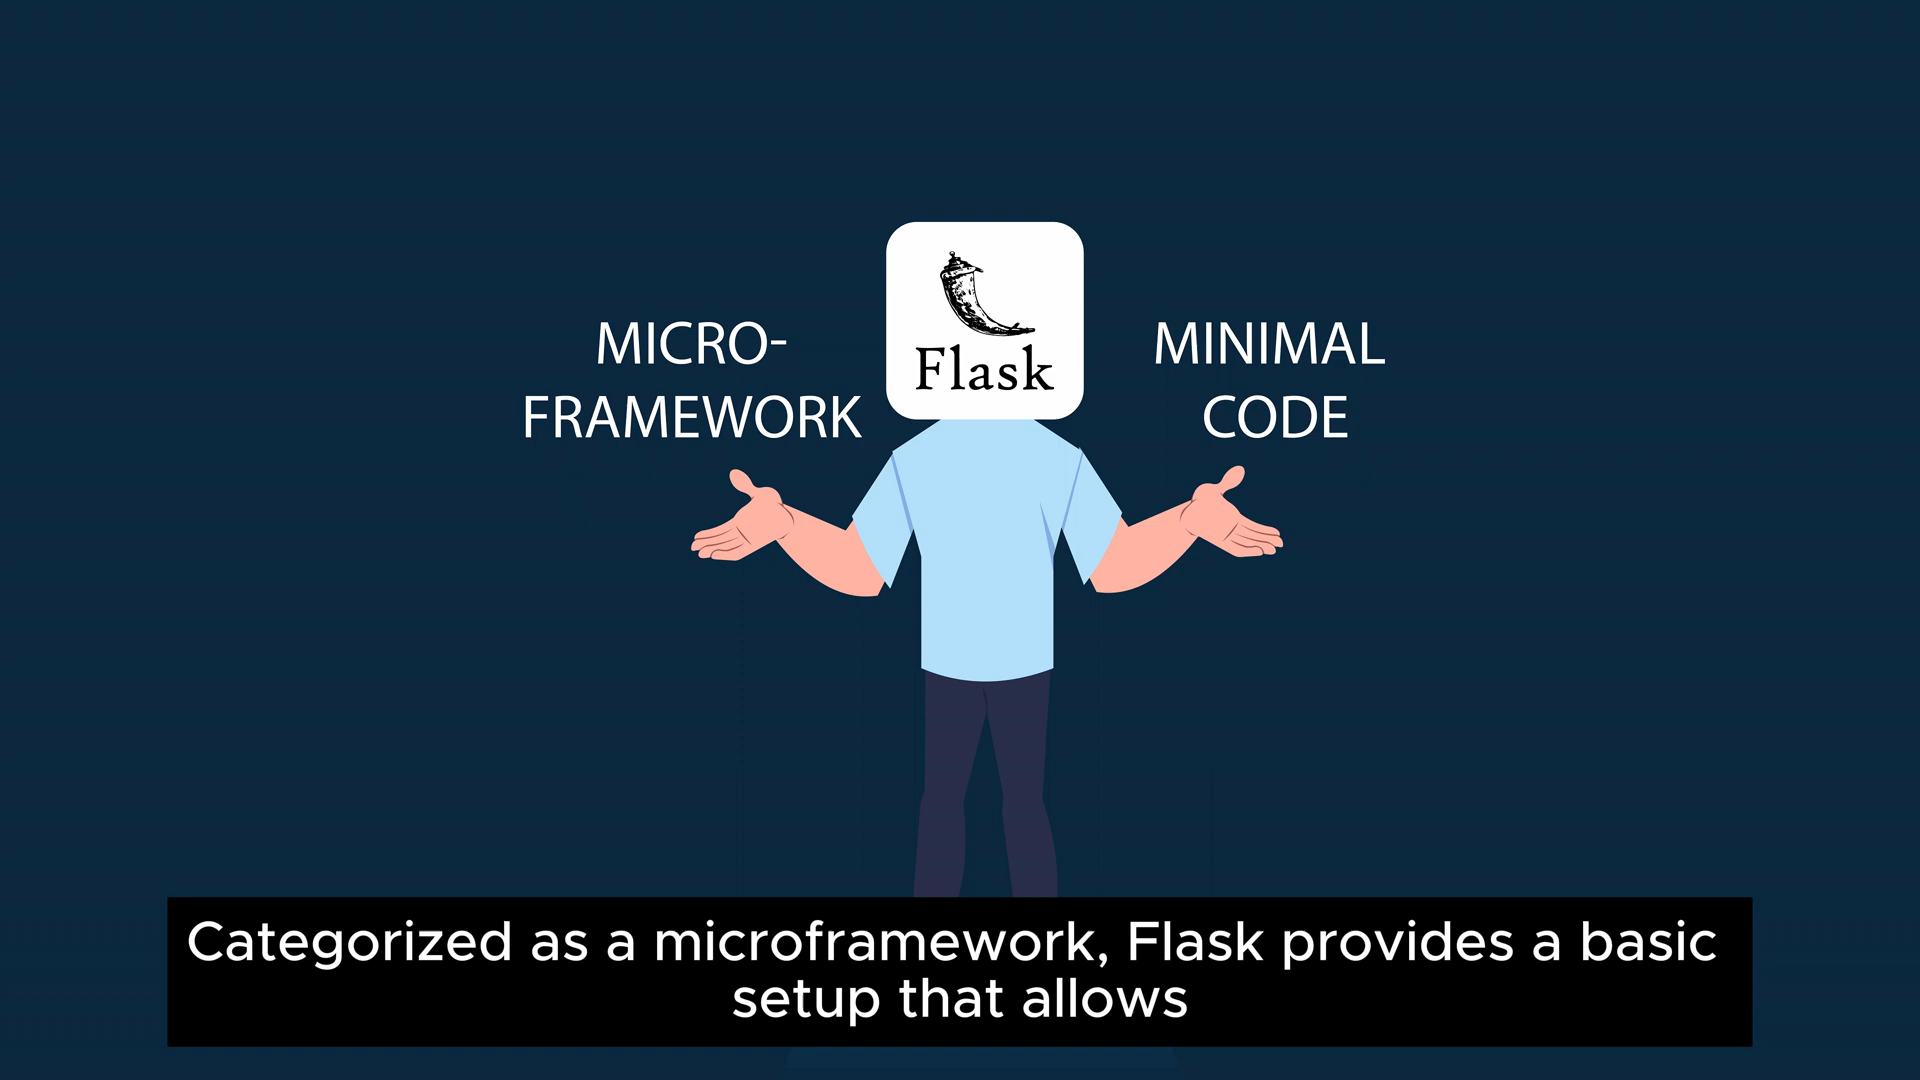 MICRO-
FRAMEWORK
Flask
MINIMAL
CODE
Categorized as a microframework, Flask provides a basic
setup that allows